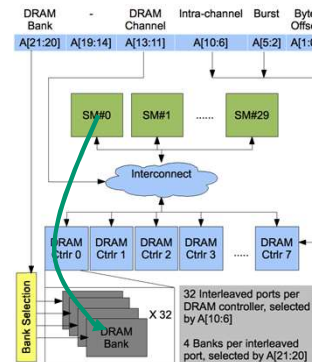 DRAM - DRAM Intra-channel Burst Byte
Bank Channel Offse
A[21:20] A[19:14] A[13:11] A[10:6] A[5:2] A[1:0
SM#0 SM#1 ...... SM#29
Interconnect
DRAM DRAM DRAM DRAM DRAM
Ctrlr 0 Ctrlr 1 Ctrlr 2 Ctrlr 3 ..... Ctrlr 7
Bank Selection
X 32
DRAM
Bank
32 Interleaved ports per
DRAM controller, selected
by A[10:6]
4 Banks per interleaved
port, selected by A[21:20]